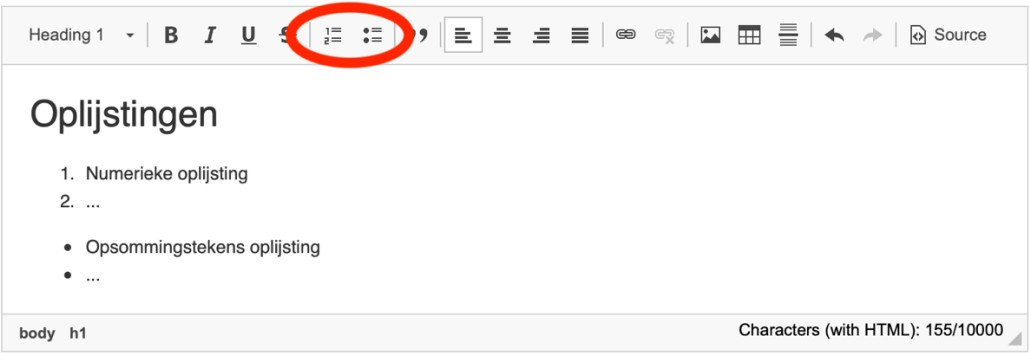 Heading 1 B I U S Source
Oplijstingen
1. Numerieke oplijsting
2. ...
• Opsommingstekens oplijsting
• ...
body h1 Characters (with HTML): 155/10000